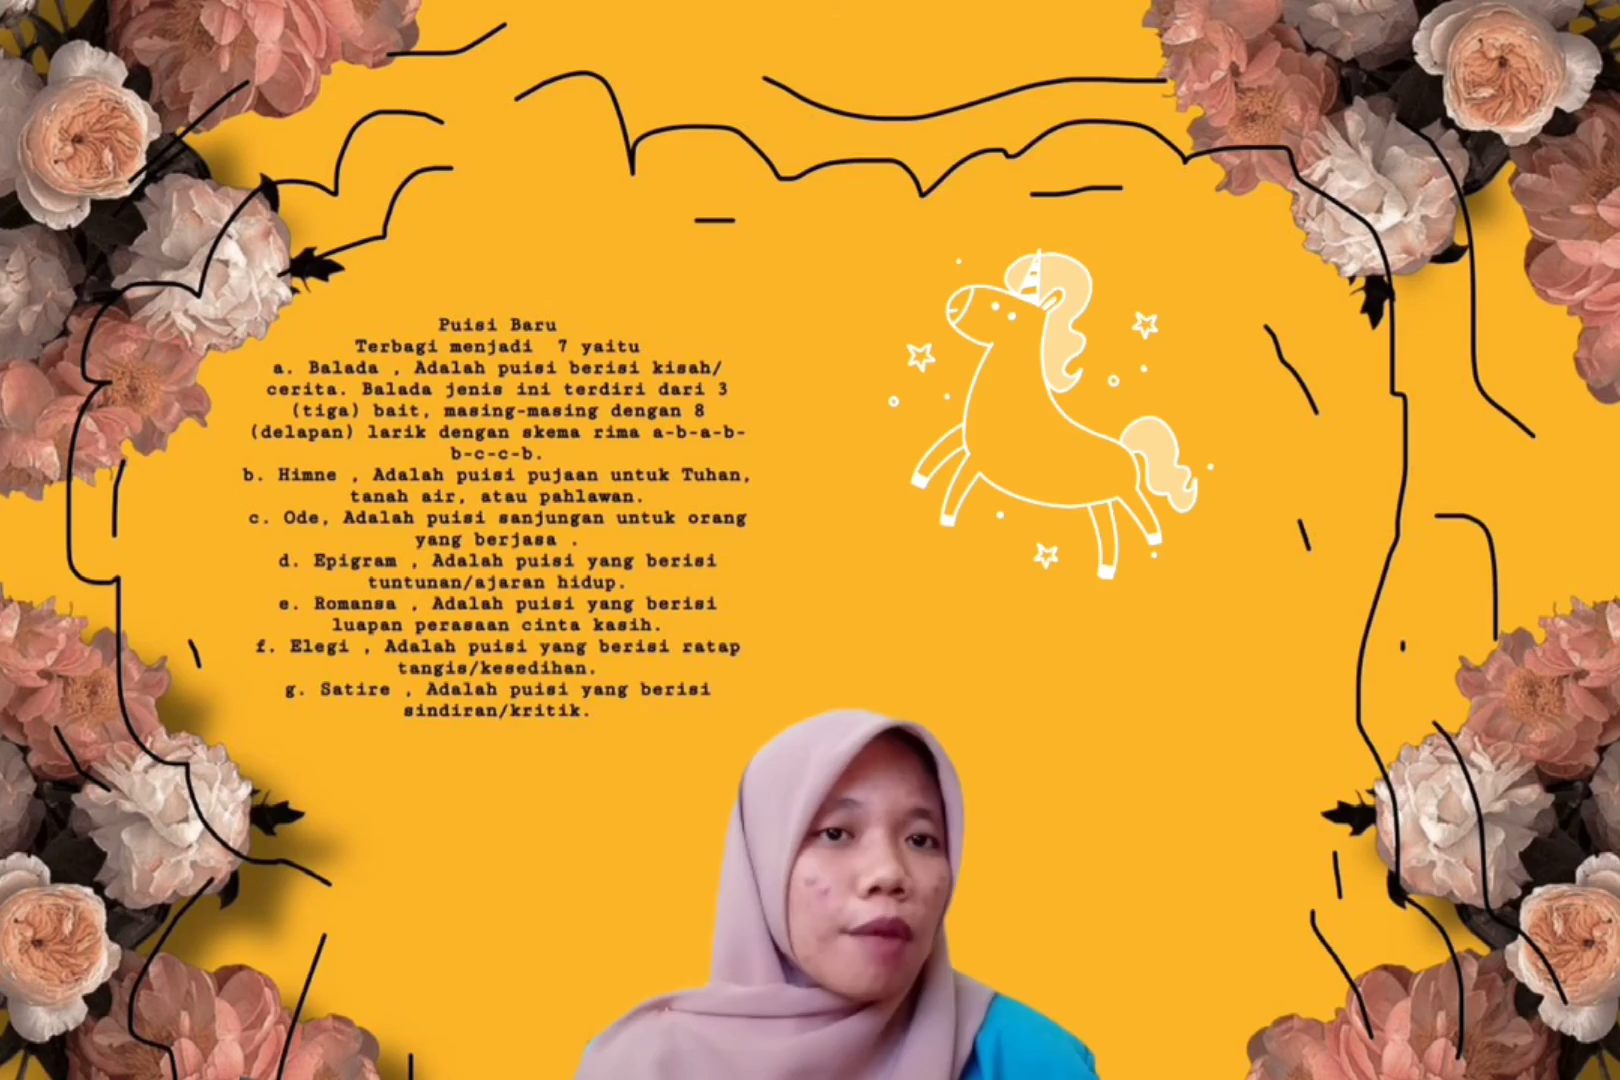 Puisi Baru
Terbagi menjadi 7 yaitu
a. Balada , Adalah puisi berisi kisah/
cerita. Balada jenis ini terdiri dari 3
(tiga) bait, masing-masing dengan 8
(delapan) larik dengan skema rima a-b-a-b-
b-c-c-b.
b. Himne , Adalah puisi pujaan untuk Tuhan,
tanah air, atau pahlawan.
c. Ode, Adalah puisi sanjungan untuk orang
yang berjasa .
d. Epigram , Adalah puisi yang berisi
tuntunan/ajaran hidup.
e. Romansa , Adalah puisi yang berisi
luapan perasaan cinta kasih.
f. Elegi , Adalah puisi yang berisi ratap
tangis/kesedihan.
g. Satire , Adalah puisi yang berisi
sindiran/kritik.